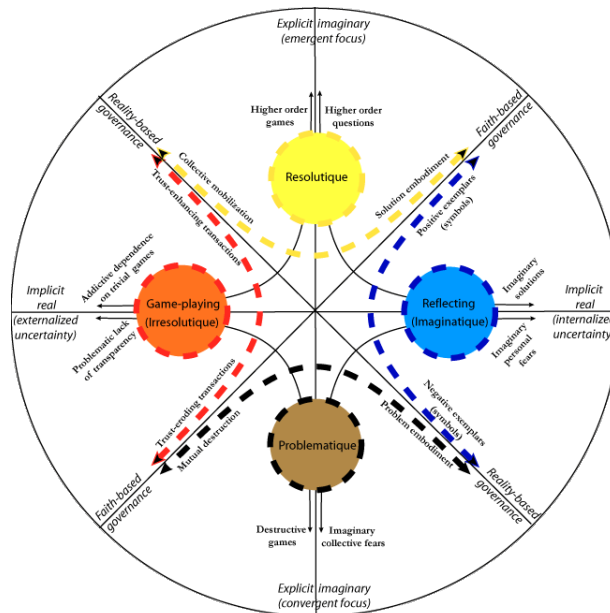 Explicit imaginary
(emergent focus)
Reality-based
governance
Faith-based
governance
Higher order
games
Higher order
questions
Resolutique
Collective mobilization
Trust-enhancing transactions
Solution embodiment
Positive exemplars
(symbols)
Addictive dependence
on trivial games
Implicit
real
(externalized
uncertainty)
Problematic lack
of transparency
Game-playing
(Irresolutique)
Reflecting
(Imaginatique)
Imaginary
solutions
Imaginary
personal
fears
Implicit
real
(internalized
uncertainty)
Trust-eroding transactions
Mutual destruction
Negative exemplars
(symbols)
Problem embodiment
Problematique
Faith-based
governance
Reality-based
governance
Destructive
games
Imaginary
collective fears
Explicit imaginary
(convergent focus)